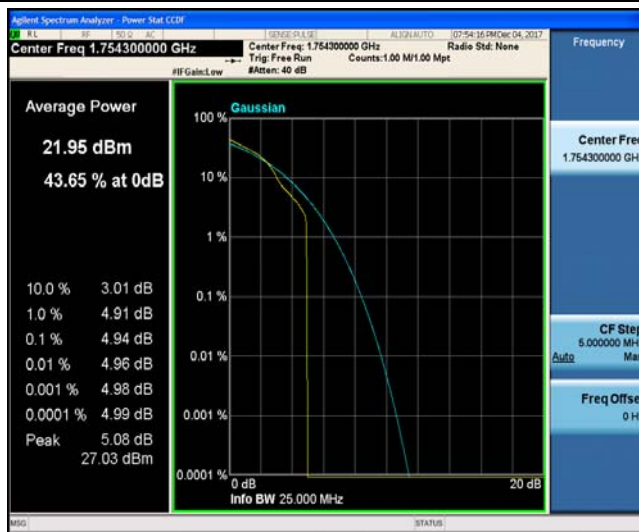 Agilent Spectrum Analyzer - Power Stat CCDF
RL RF 50 Ω AC SENSE:PULSE ALIGN AUTO 07:54:16 PM Dec 04, 2017
Center Freq 1.754300000 GHz
Center Freq: 1.754300000 GHz Radio Std: None
Trig: Free Run Counts:1.00 M/1.00 Mpt
#IFGain:Low #Atten: 40 dB
Frequency
Average Power
21.95 dBm
43.65 % at 0dB
10.0 % 3.01 dB
1.0 % 4.91 dB
0.1 % 4.94 dB
0.01 % 4.96 dB
0.001 % 4.98 dB
0.0001 % 4.99 dB
Peak 5.08 dB
27.03 dBm
Gaussian
100 %
10 %
1 %
0.1 %
0.01 %
0.001 %
0.0001 %
0 dB 20 dB
Info BW 25.000 MHz
Center Fre
1.754300000 GH
CF Ste
5.000000 MH
Auto Ma
Freq Offse
0 H
MSG STATUS